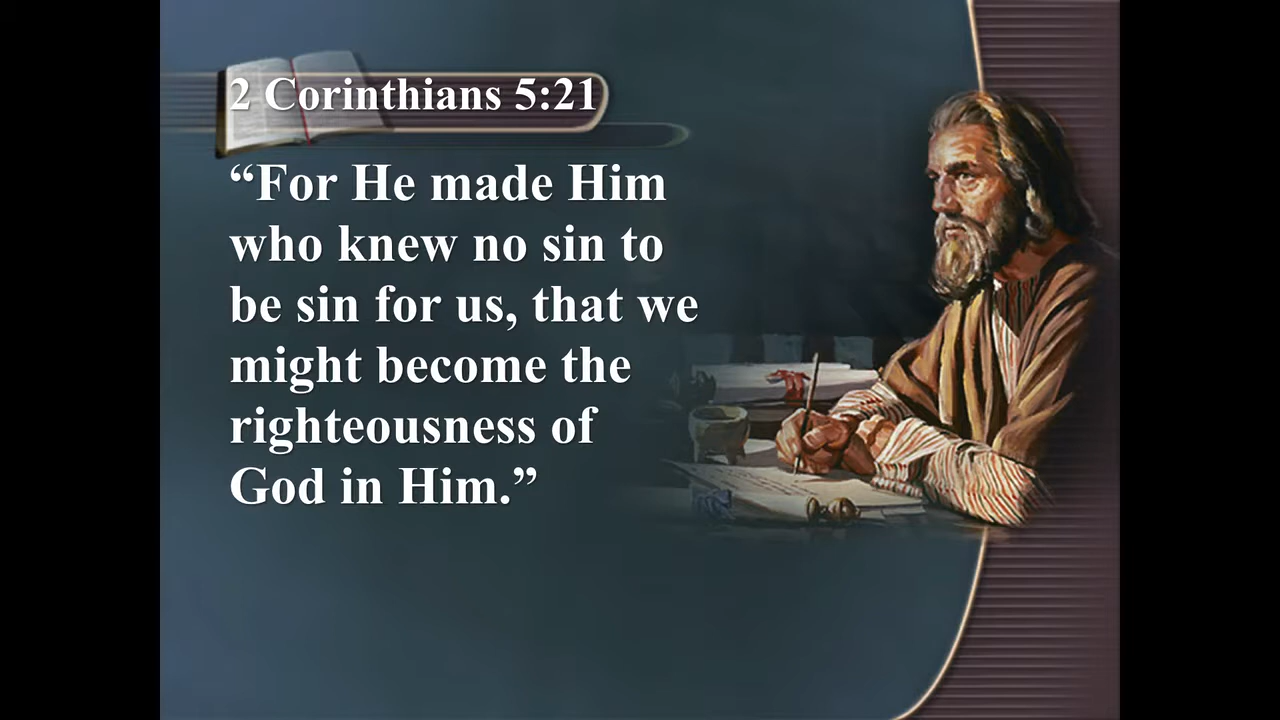 2 Corinthians 5:21
“For He made Him
who knew no sin to
be sin for us, that we
might become the
righteousness of
God in Him.”